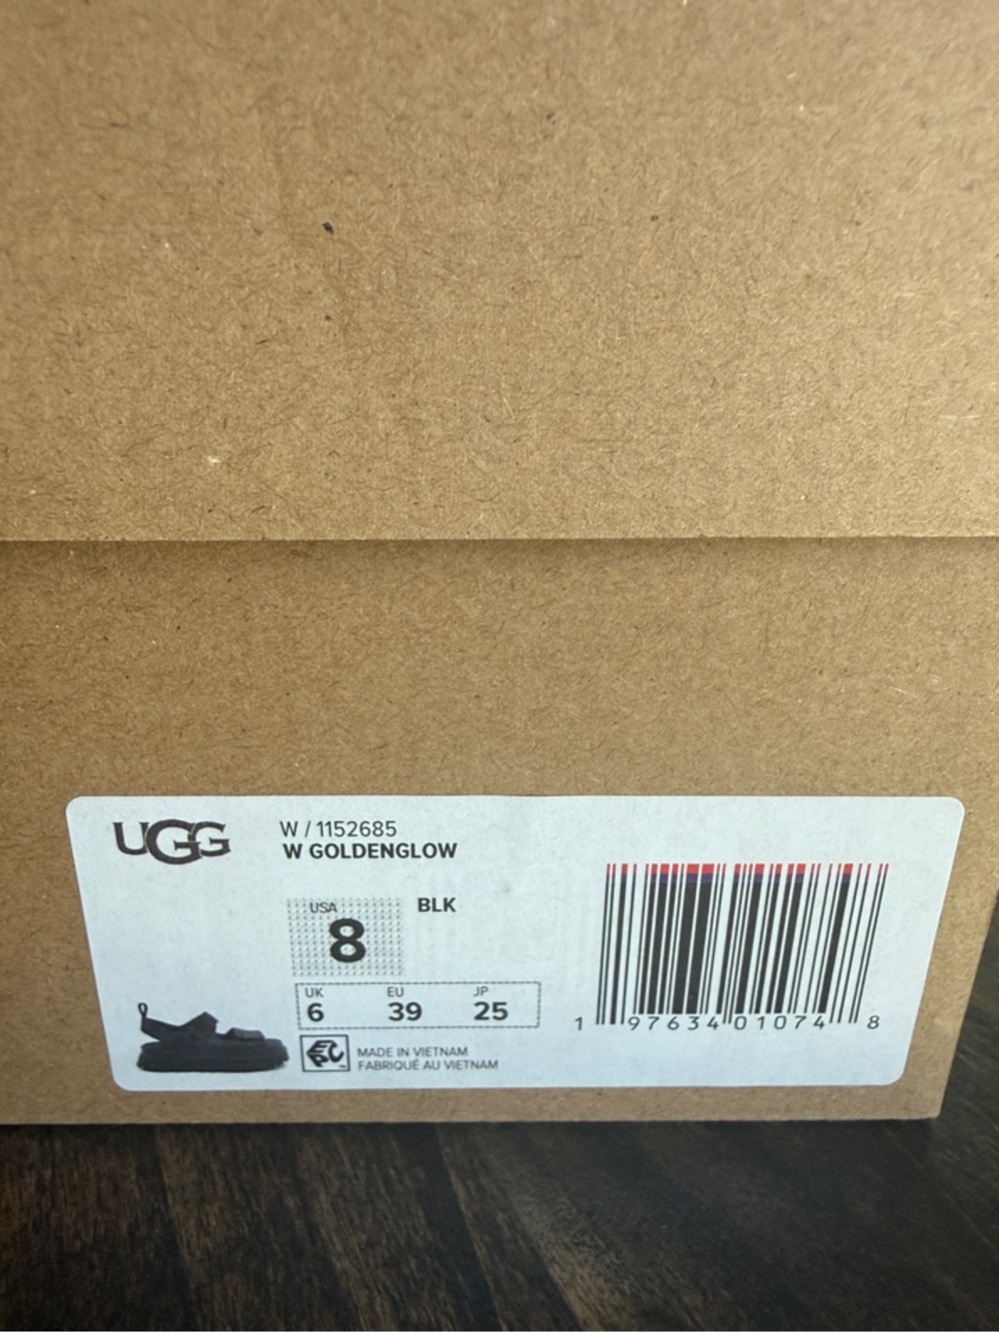 UGG
W / 1152685
W GOLDENGLOW
USA
8
BLK
UK EU JP
6 39 25
MADE IN VIETNAM
FABRIQUÉ AU VIETNAM
1 97634 01074 8